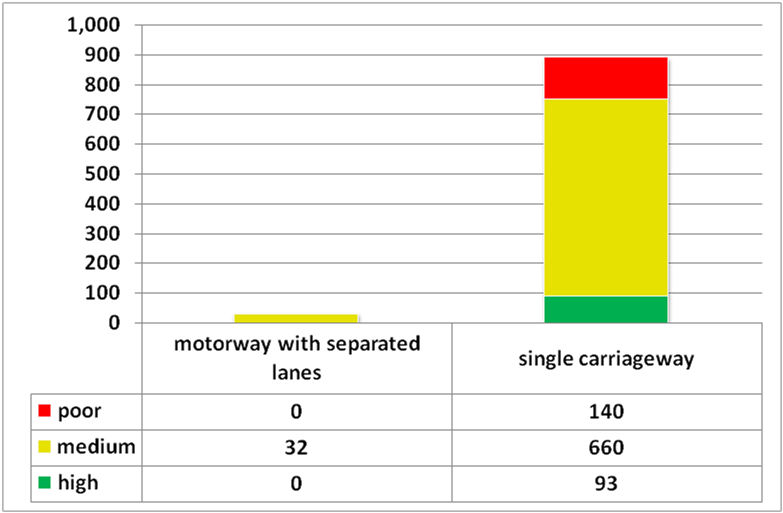 1,000
900
800
700
600
500
400
300
200
100
0
motorway with separated
lanes
single carriageway
poor 0 140
medium 32 660
high 0 93